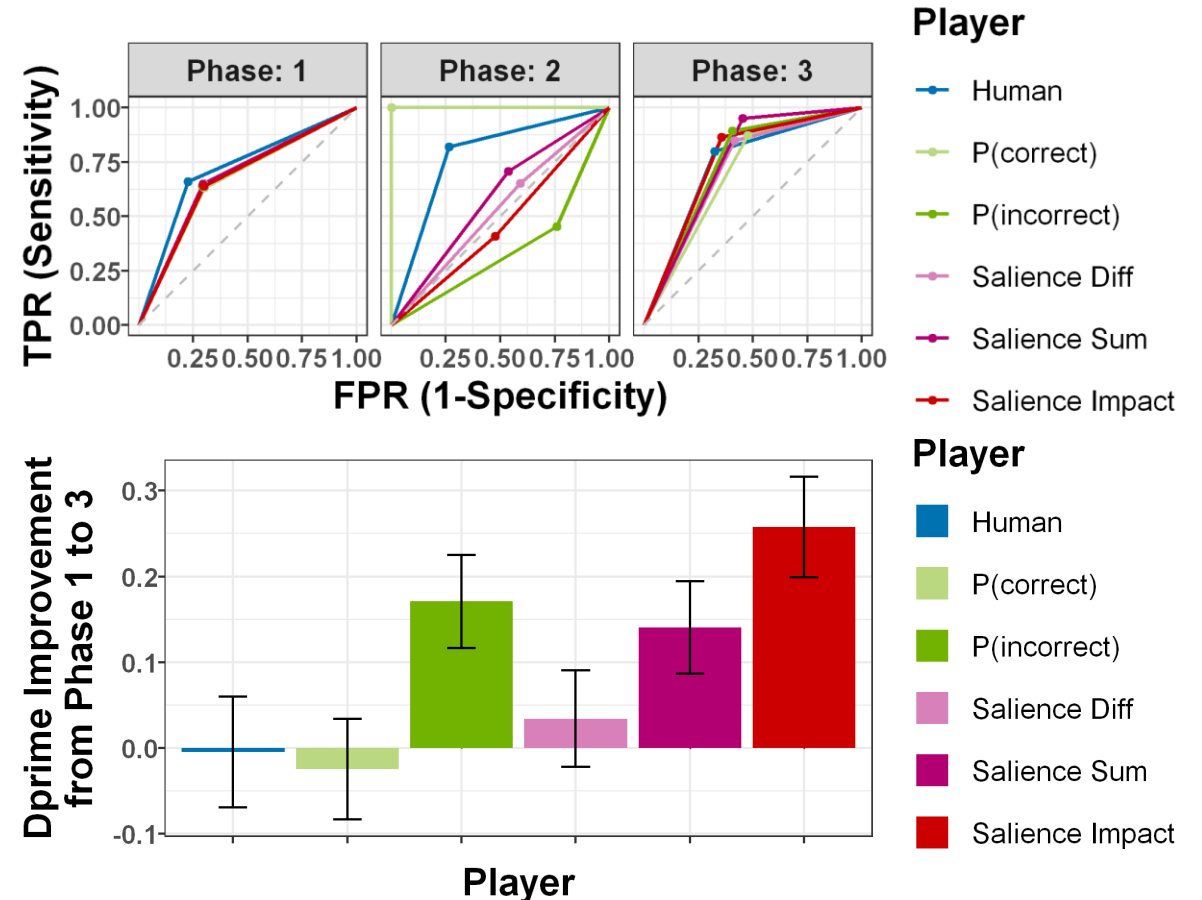 Phase: 1
Phase: 2
Phase: 3
TPR (Sensitivity)
1.00
0.75
0.50
0.25
0.00
0.25 0.50 0.75 1.00
0.25 0.50 0.75 1.00
0.25 0.50 0.75 1.00
FPR (1-Specificity)
Player
Human
P(correct)
P(incorrect)
Salience Diff
Salience Sum
Salience Impact
Dprime Improvement
from Phase 1 to 3
0.3
0.2
0.1
0.0
-0.1
Player
Player
Human
P(correct)
P(incorrect)
Salience Diff
Salience Sum
Salience Impact